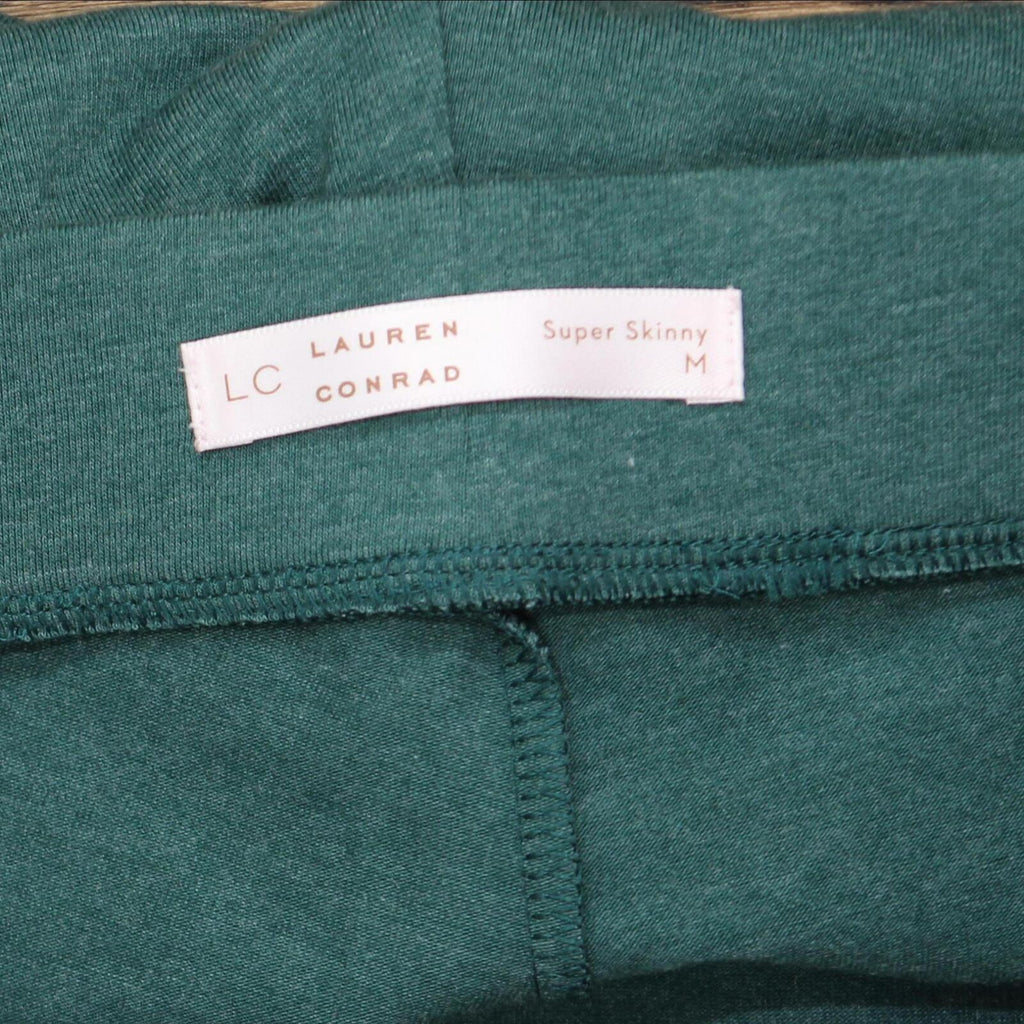 LC
LAUREN
CONRAD
Super Skinny
M